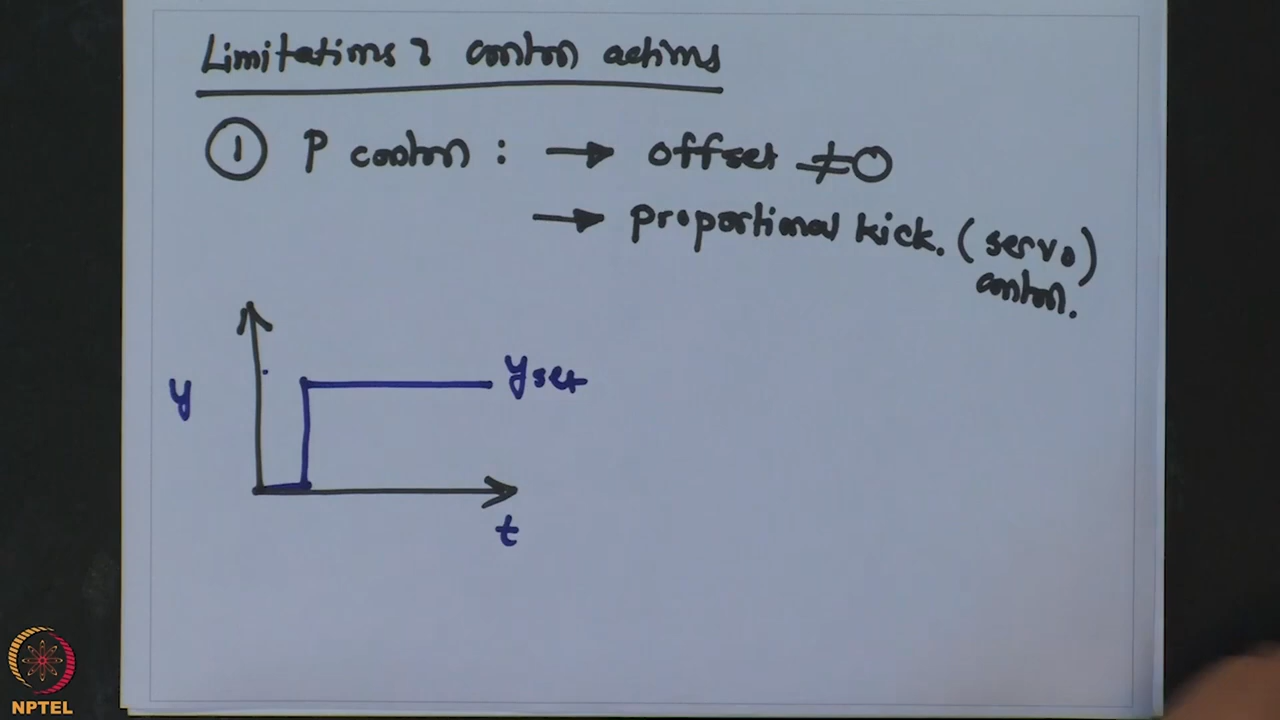 Limitations of control actions
① P control : → offset ≠ 0
→ proportional kick. (servo)
control.
y
yset
t
NPTEL